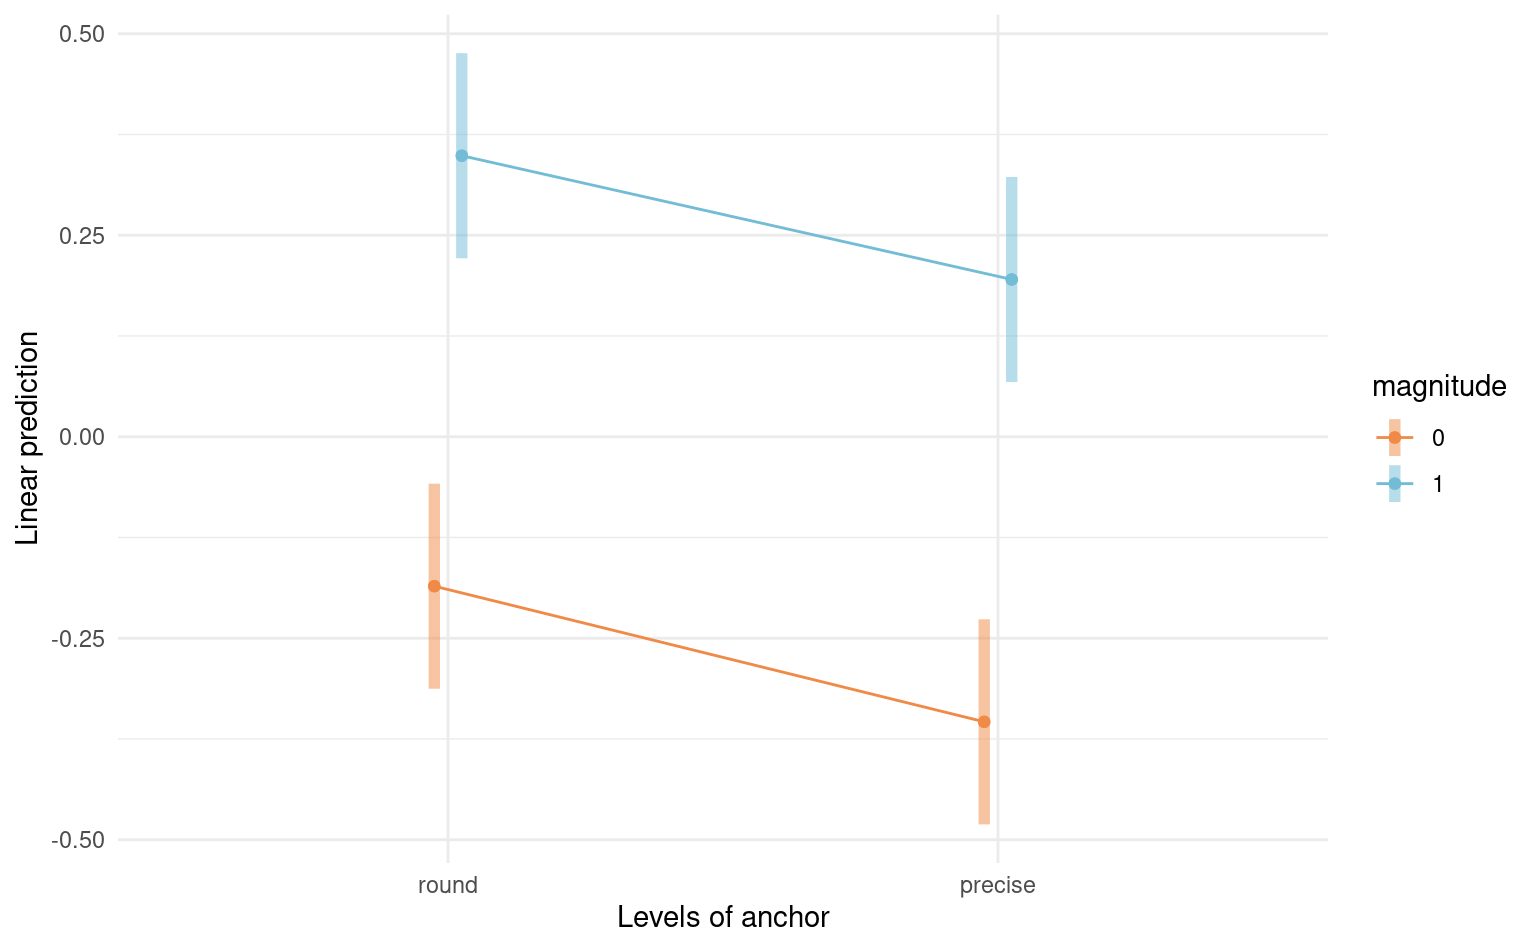 0.50
0.25
0.00
-0.25
-0.50
Linear prediction
round
precise
Levels of anchor
magnitude
0
1